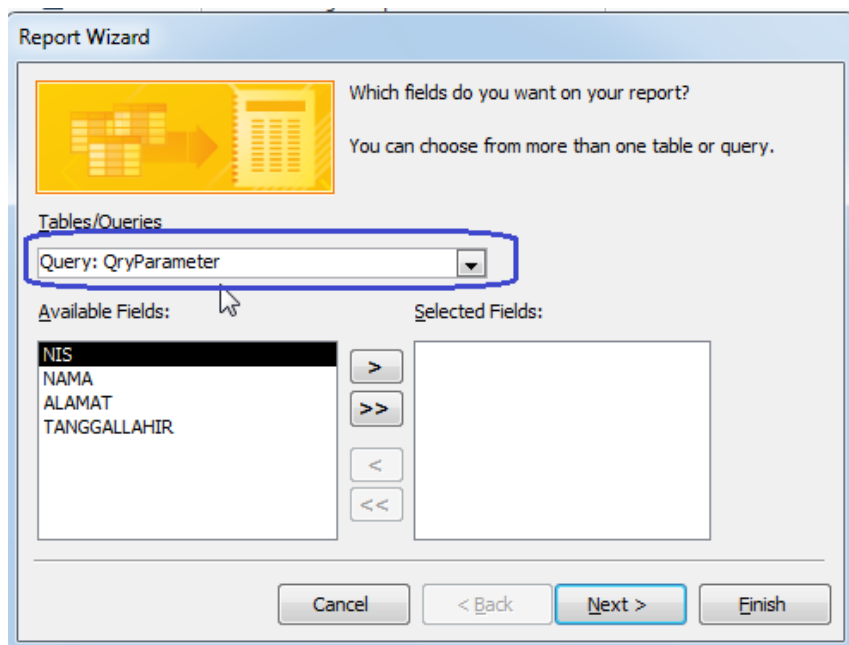 Report Wizard
Which fields do you want on your report?
You can choose from more than one table or query.
Tables/Queries
Query: QryParameter
Available Fields:
Selected Fields:
NIS
NAMA
ALAMAT
TANGGALLAHIR
>
>>
<
<<
Cancel
< Back
Next >
Finish